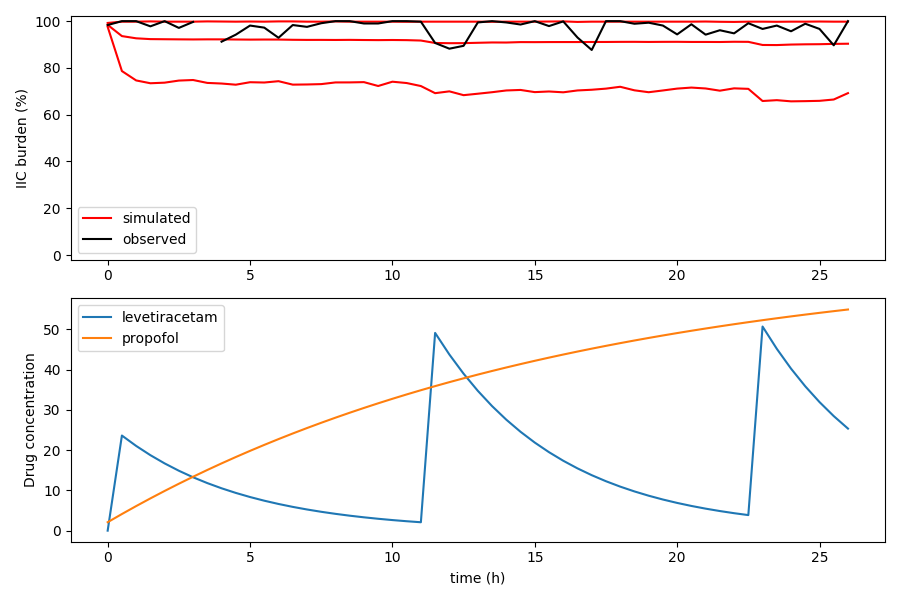 IIC burden (%)
100
80
60
40
20
0
simulated
observed
0 5 10 15 20 25
Drug concentration
50
40
30
20
10
0
levetiracetam
propofol
0 5 10 15 20 25
time (h)